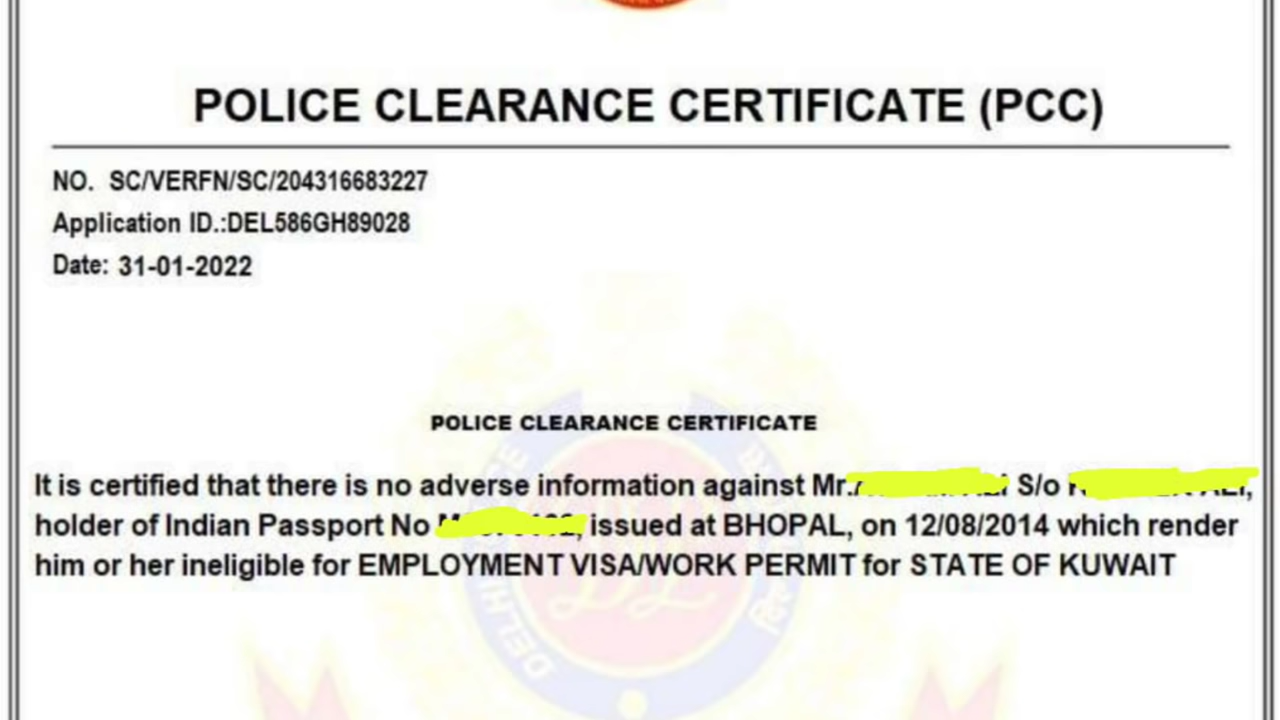 POLICE CLEARANCE CERTIFICATE (PCC)
NO. SC/VERFN/SC/204316683227
Application ID.:DEL586GH89028
Date: 31-01-2022
POLICE CLEARANCE CERTIFICATE
It is certified that there is no adverse information against Mr. S/o
holder of Indian Passport No issued at BHOPAL, on 12/08/2014 which render
him or her ineligible for EMPLOYMENT VISA/WORK PERMIT for STATE OF KUWAIT
DELHI